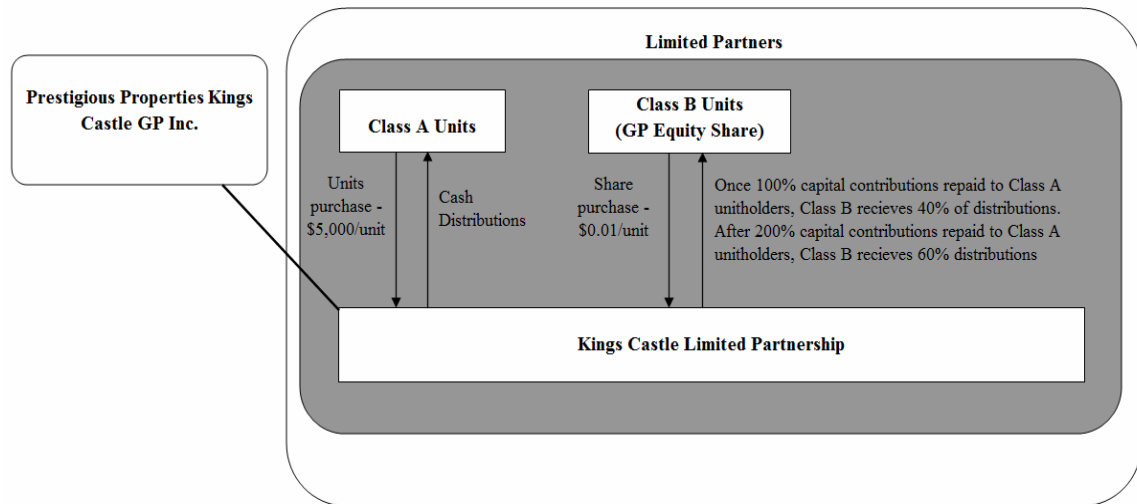 Limited Partners
Prestigious Properties Kings
Castle GP Inc.
Class A Units
Class B Units
(GP Equity Share)
Units
purchase -
$5,000/unit
Cash
Distributions
Share
purchase -
$0.01/unit
Once 100% capital contributions repaid to Class A
unitholders, Class B recieves 40% of distributions.
After 200% capital contributions repaid to Class A
unitholders, Class B recieves 60% distributions
Kings Castle Limited Partnership